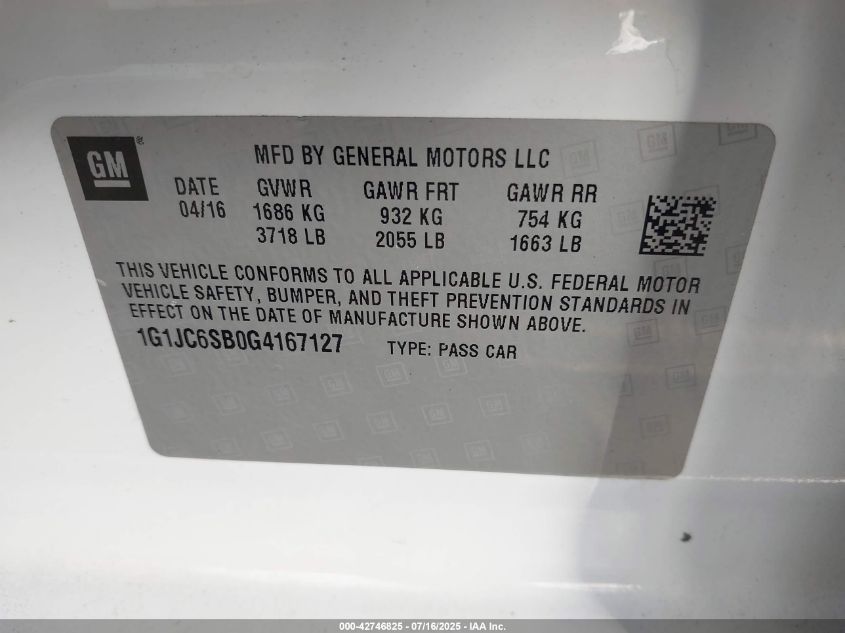 GM®
MFD BY GENERAL MOTORS LLC
DATE GVWR GAWR FRT GAWR RR
04/16 1686 KG 932 KG 754 KG
3718 LB 2055 LB 1663 LB
THIS VEHICLE CONFORMS TO ALL APPLICABLE U.S. FEDERAL MOTOR
VEHICLE SAFETY, BUMPER, AND THEFT PREVENTION STANDARDS IN
EFFECT ON THE DATE OF MANUFACTURE SHOWN ABOVE.
1G1JC6SB0G4167127 TYPE: PASS CAR
000-42746825 - 07/16/2025 - IAA Inc.